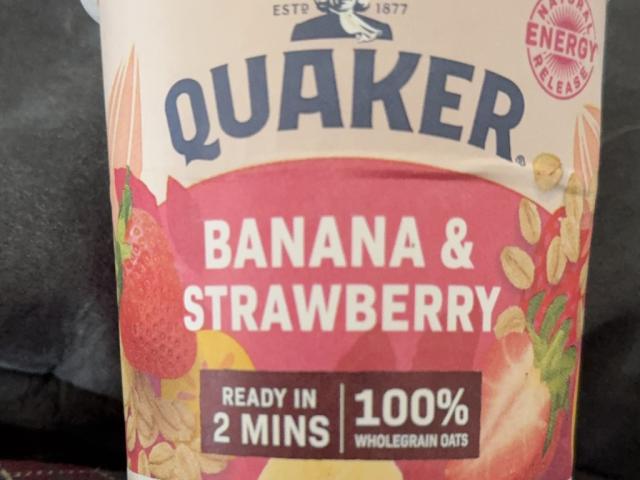 ESTD 1877
QUAKER®
NATURAL
ENERGY
RELEASE
BANANA &
STRAWBERRY
READY IN
2 MINS
100%
WHOLEGRAIN OATS